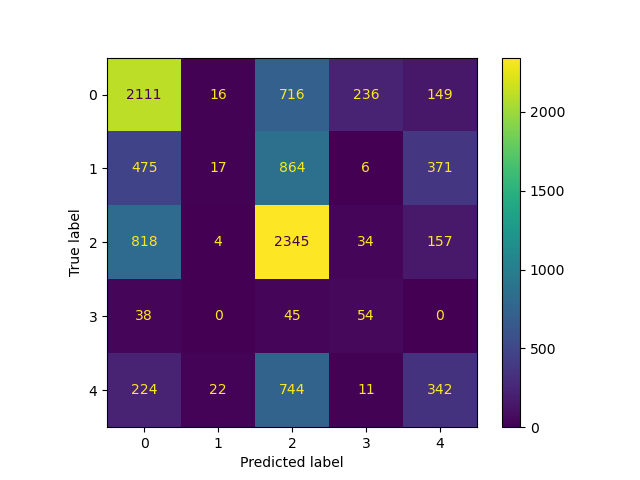 0 2111 16 716 236 149
1 475 17 864 6 371
2 818 4 2345 34 157
3 38 0 45 54 0
4 224 22 744 11 342
0 1 2 3 4
Predicted label
True label
2000
1500
1000
500
0